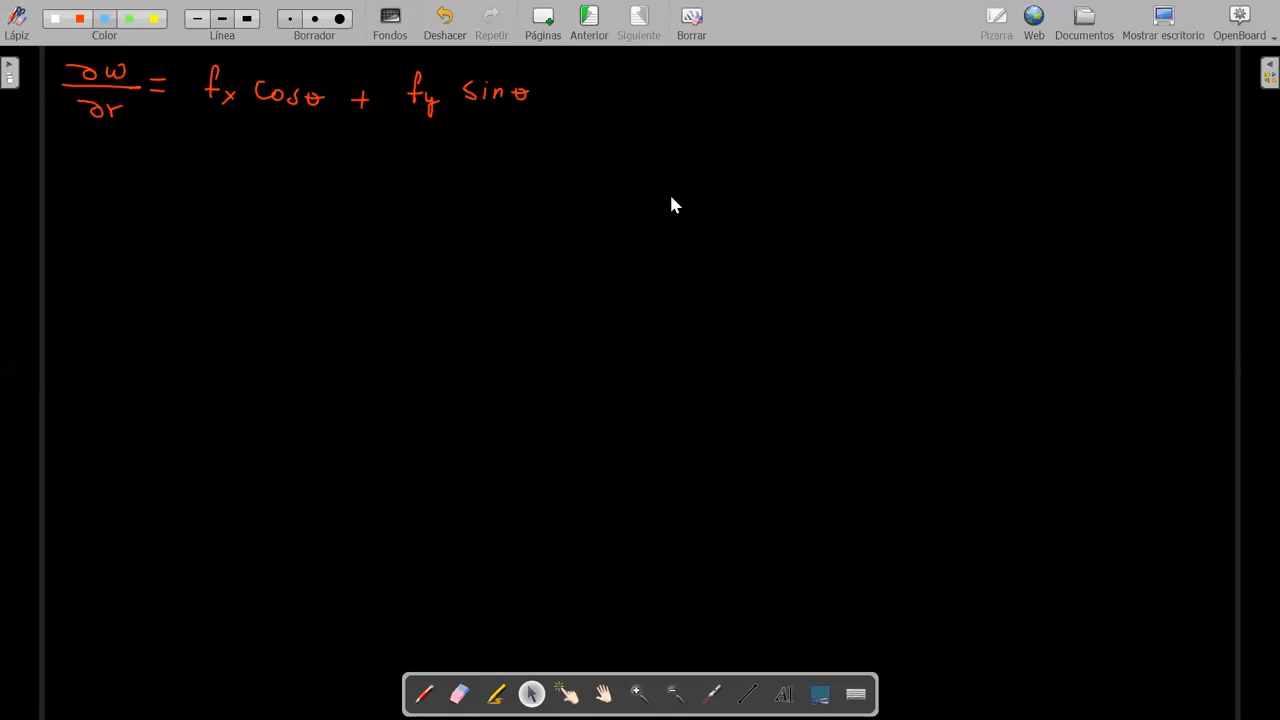 Lápiz Color Línea Borrador Fondos Deshacer Repetir Páginas Anterior Siguiente Borrar Pizarra Web Documentos Mostrar escritorio OpenBoard
∂w/∂r = fx cosθ + fy sinθ
AI